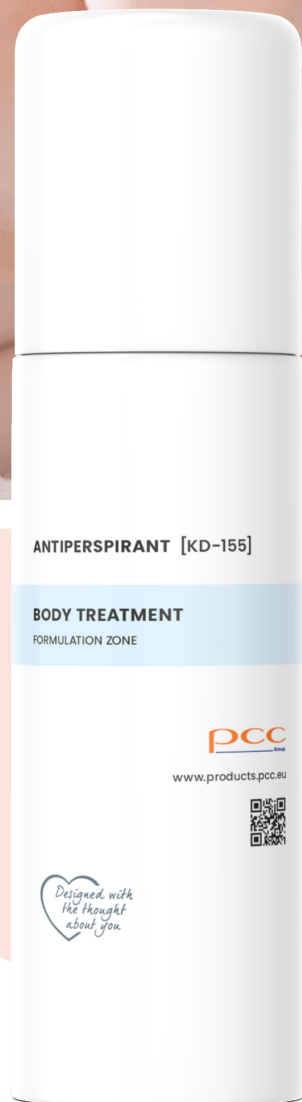 ANTIPERSPIRANT [KD-155]
BODY TREATMENT
FORMULATION ZONE
pcc
Group
www.products.pcc.eu
Designed with
the thought
about you